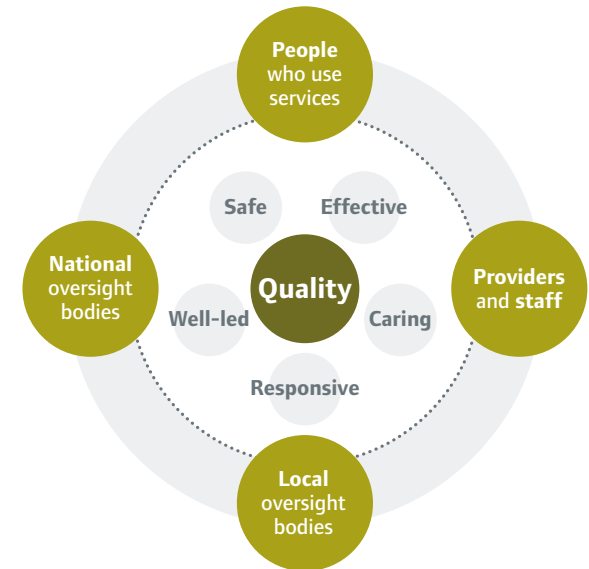 People
who use
services
Safe
Effective
National
oversight
bodies
Quality
Providers
and staff
Well-led
Caring
Responsive
Local
oversight
bodies